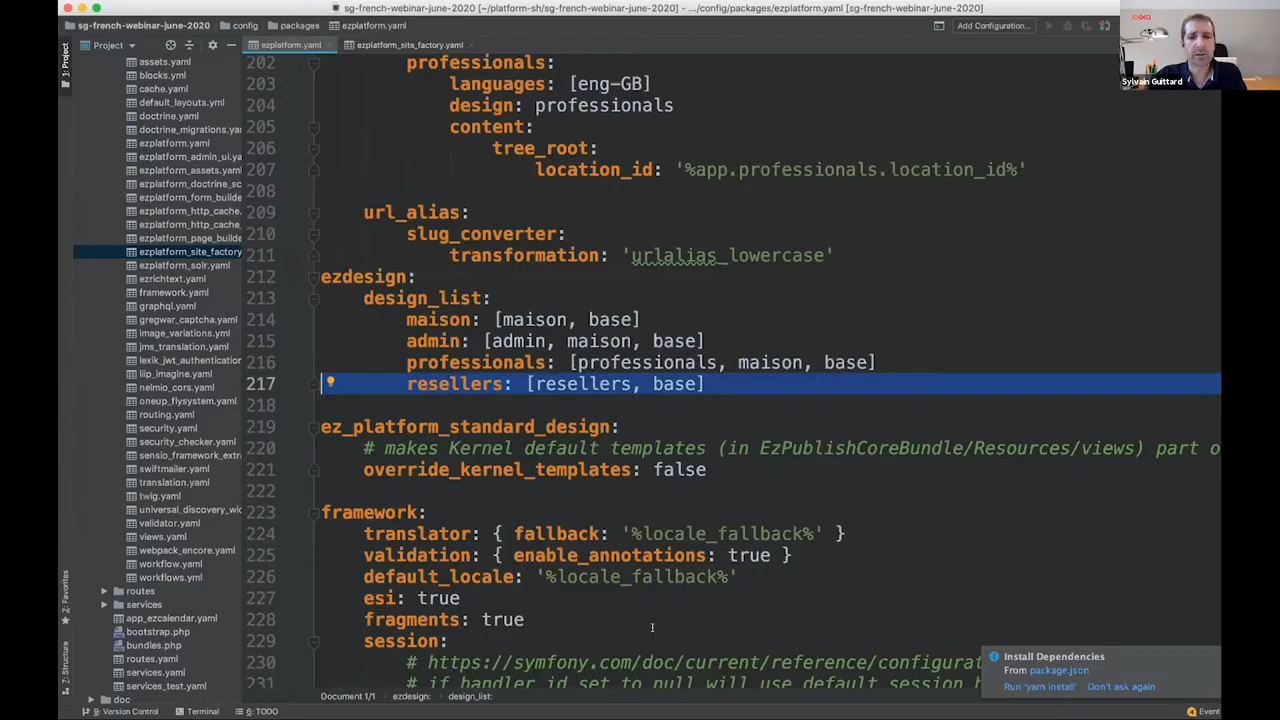 sg-french-webinar-june-2020 [~/platform-sh/sg-french-webinar-june-2020] - .../config/packages/ezplatform.yaml [sg-french-webinar-june-2020]
sg-french-webinar-june-2020 config packages ezplatform.yaml
Add Configuration...
Project
ezplatform.yaml
ezplatform_site_factory.yaml
1: Project
assets.yaml
blocks.yml
cache.yaml
default_layouts.yml
doctrine.yaml
doctrine_migrations.yaml
ezplatform.yaml
ezplatform_admin_ui.ya
ezplatform_assets.yaml
ezplatform_doctrine_sc
ezplatform_form_builde
ezplatform_http_cache.
ezplatform_http_cache_
ezplatform_page_builde
ezplatform_site_factory
ezplatform_solr.yaml
ezrichtext.yaml
framework.yaml
graphql.yaml
gregwar_captcha.yaml
image_variations.yml
jms_translation.yaml
lexik_jwt_authentication
liip_imagine.yaml
nelmio_cors.yaml
oneup_flysystem.yaml
routing.yaml
security.yaml
security_checker.yaml
sensio_framework_extra
swiftmailer.yaml
translation.yaml
twig.yaml
universal_discovery_wid
validator.yaml
views.yaml
webpack_encore.yaml
workflow.yaml
workflows.yml
routes
services
app_ezcalendar.yaml
bootstrap.php
bundles.php
routes.yaml
services.yaml
services_test.yaml
doc
2: Favorites
7: Structure
202 professionals:
203 languages: [eng-GB]
204 design: professionals
205 content:
206 tree_root:
207 location_id: '%app.professionals.location_id%'
208
209 url_alias:
210 slug_converter:
211 transformation: 'urlalias_lowercase'
212 ezdesign:
213 design_list:
214 maison: [maison, base]
215 admin: [admin, maison, base]
216 professionals: [professionals, maison, base]
217 resellers: [resellers, base]
218
219 ez_platform_standard_design:
220 # makes Kernel default templates (in EzPublishCoreBundle/Resources/views) part o
221 override_kernel_templates: false
222
223 framework:
224 translator: { fallback: '%locale_fallback%' }
225 validation: { enable_annotations: true }
226 default_locale: '%locale_fallback%'
227 esi: true
228 fragments: true
229 session:
230 # https://symfony.com/doc/current/reference/configurat
231 # if handler_id set to null will use default session h
Document 1/1 ezdesign: design_list:
Install Dependencies
From package.json
Run 'yarn install' Don't ask again
9: Version Control Terminal 6: TODO
4 Event
Sylvain Guittard